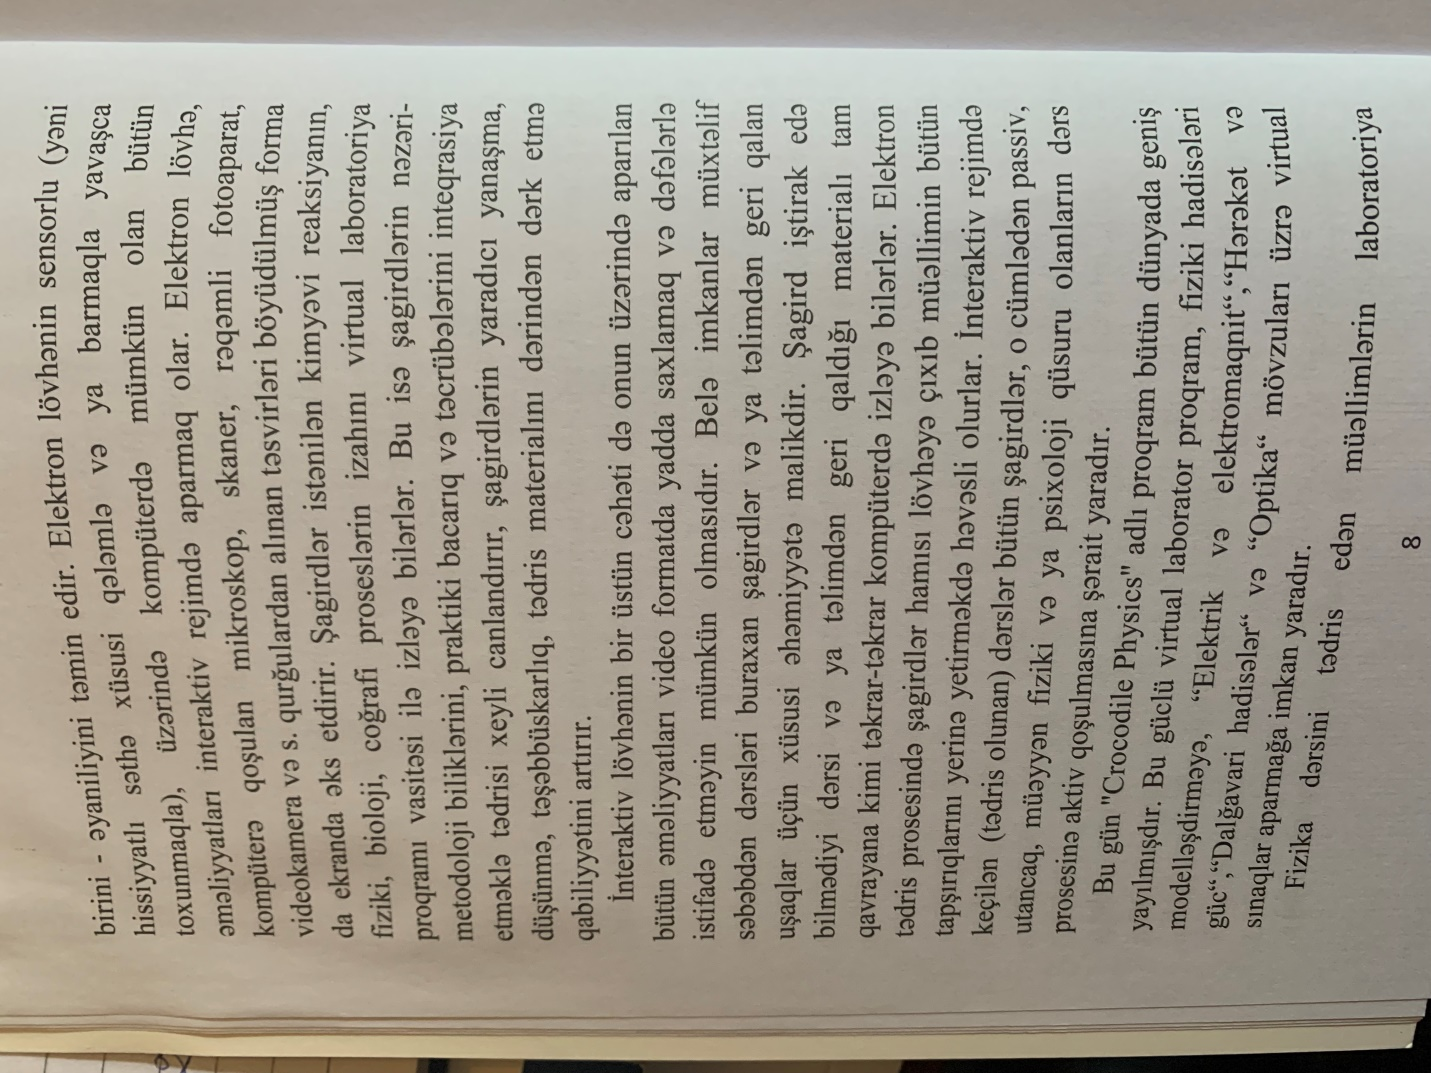 birini - əyaniliyini təmin edir. Elektron lövhənin sensorlu (yəni
hissiyyatlı səthə xüsusi qələmlə və ya barmaqla yavaşca
toxunmaqla), üzərində kompüterdə mümkün olan bütün
əməliyyatları interaktiv rejimdə aparmaq olar. Elektron lövhə,
kompüterə qoşulan mikroskop, skaner, rəqəmli fotoaparat,
videokamera və s. qurğulardan alınan təsvirləri böyüdülmüş forma
da ekranda əks etdirir. Şagirdlər istənilən kimyəvi reaksiyanın,
fiziki, bioloji, coğrafi proseslərin izahını virtual laboratoriya
proqramı vasitəsi ilə izləyə bilərlər. Bu isə şagirdlərin nəzəri-
metodoloji biliklərini, praktiki bacarıq və təcrübələrini inteqrasiya
etməklə tədrisi xeyli canlandırır, şagirdlərin yaradıcı yanaşma,
düşünmə, təşəbbüskarlıq, tədris materialını dərindən dərk etmə
qabiliyyətini artırır.
İnteraktiv lövhənin bir üstün cəhəti də onun üzərində aparılan
bütün əməliyyatları video formatda yadda saxlamaq və dəfələrlə
istifadə etməyin mümkün olmasıdır. Belə imkanlar müxtəlif
səbəbdən dərsləri buraxan şagirdlər və ya təlimdən geri qalan
uşaqlar üçün xüsusi əhəmiyyətə malikdir. Şagird iştirak edə
bilmədiyi dərsi və ya təlimdən geri qaldığı materialı tam
qavrayana kimi təkrar-təkrar kompüterdə izləyə bilərlər. Elektron
tədris prosesində şagirdlər hamısı lövhəyə çıxıb müəllimin bütün
tapşırıqlarını yerinə yetirməkdə həvəsli olurlar. İnteraktiv rejimdə
keçilən (tədris olunan) dərslər bütün şagirdlər, o cümlədən passiv,
utancaq, müəyyən fiziki və ya psixoloji qüsuru olanların dərs
prosesinə aktiv qoşulmasına şərait yaradır.
Bu gün "Crocodile Physics" adlı proqram bütün dünyada geniş
yayılmışdır. Bu güclü virtual laborator proqram, fiziki hadisələri
modelləşdirməyə, “Elektrik və elektromaqnit“,“Hərəkət və
güc“,“Dalğavari hadisələr“ və “Optika“ mövzuları üzrə virtual
sınaqlar aparmağa imkan yaradır.
Fizika dərsini tədris edən müəllimlərin laboratoriya
8